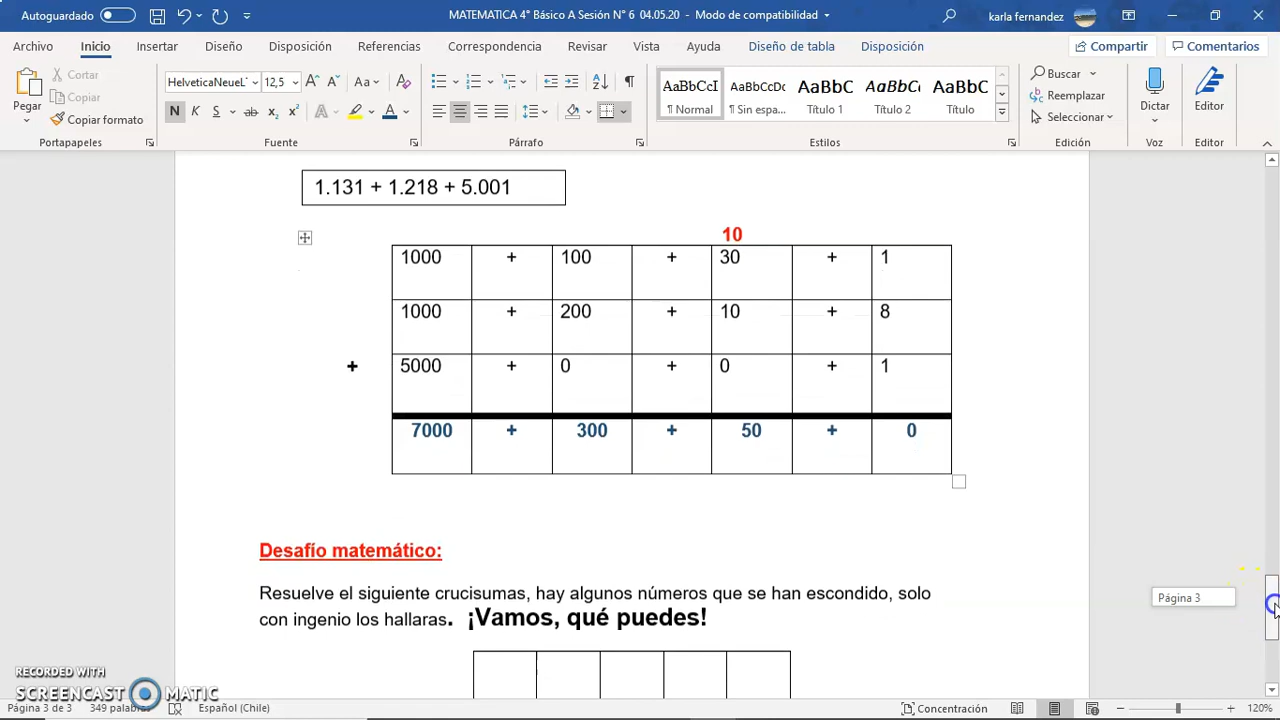 Autoguardado
MATEMATICA 4° Básico A Sesión N° 6 04.05.20 - Modo de compatibilidad
karla fernandez
Archivo Inicio Insertar Diseño Disposición Referencias Correspondencia Revisar Vista Ayuda Diseño de tabla Disposición Compartir Comentarios
Pegar
Cortar
Copiar
Copiar formato
HelveticaNeueL 12,5 Aa
N K S ab x₂ x² A A
AaBbCcI AaBbCcDc AaBbC AaBbCc AaBbC
¶ Normal ¶ Sin espa... Título 1 Título 2 Título
Buscar
Reemplazar
Seleccionar
Dictar
Editor
Portapapeles Fuente Párrafo Estilos Edición Voz Editor
1.131 + 1.218 + 5.001
10
1000 + 100 + 30 + 1
1000 + 200 + 10 + 8
+ 5000 + 0 + 0 + 1
7000 + 300 + 50 + 0
Desafío matemático:
Resuelve el siguiente crucisumas, hay algunos números que se han escondido, solo
con ingenio los hallaras. ¡Vamos, qué puedes!
Página 3
RECORDED WITH
SCREENCAST MATIC
Página 3 de 3 349 palabras Español (Chile) Concentración 120%